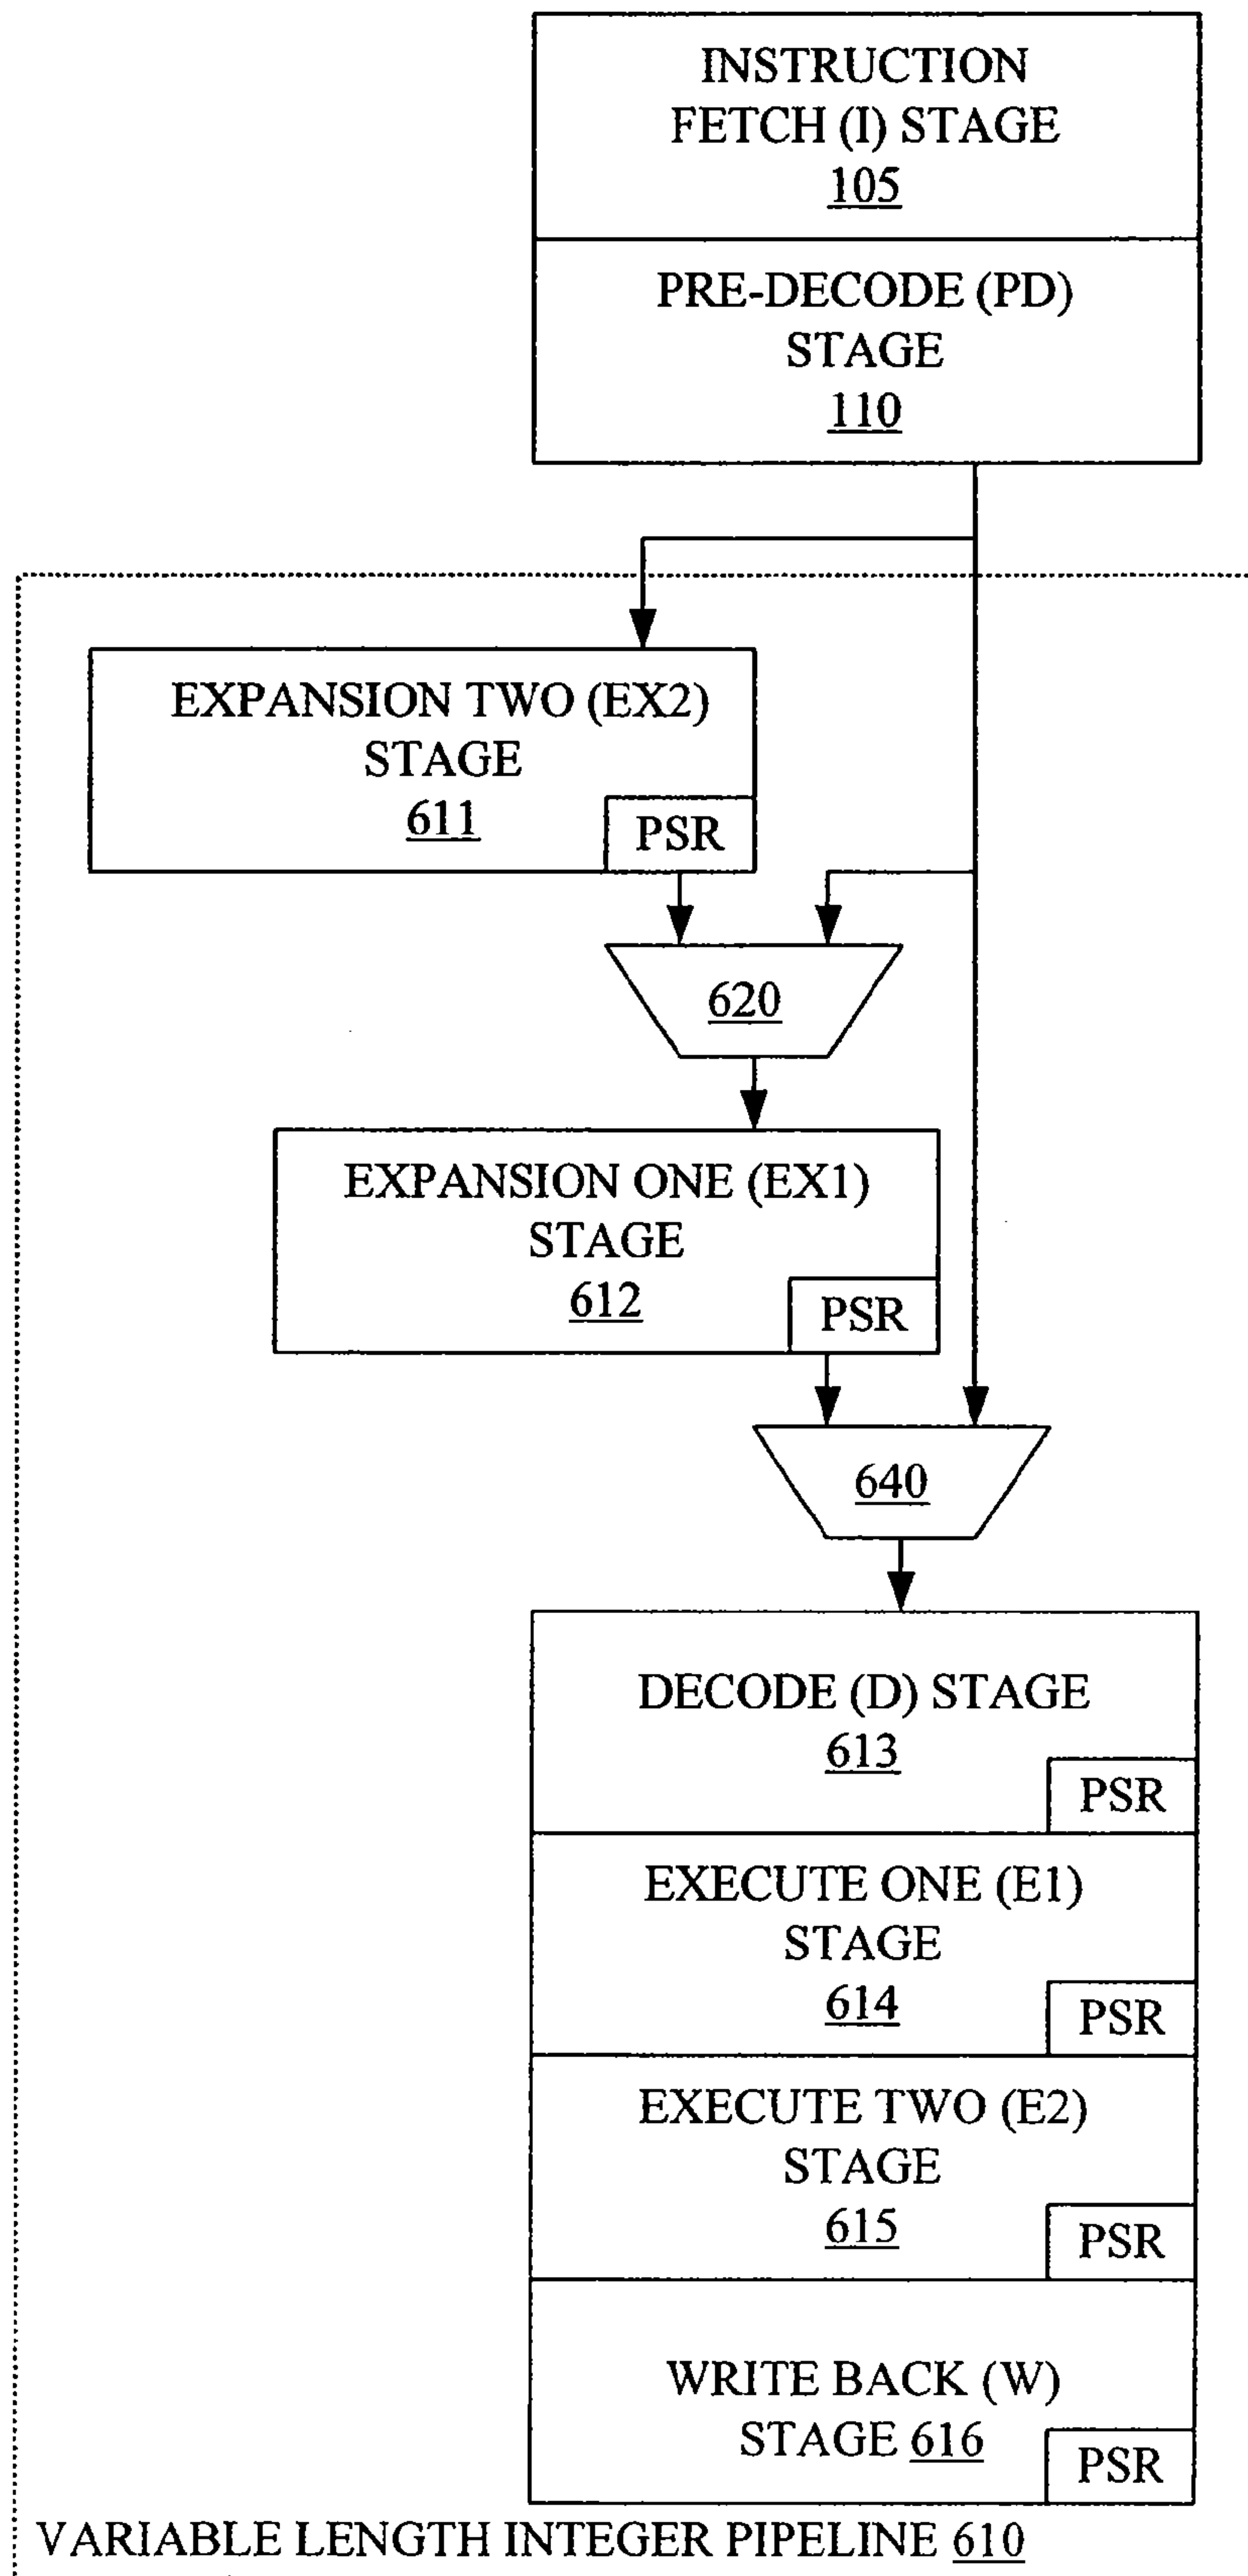 INSTRUCTION
FETCH (I) STAGE
105
PRE-DECODE (PD)
STAGE
110
EXPANSION TWO (EX2)
STAGE
611
PSR
620
EXPANSION ONE (EX1)
STAGE
612
PSR
640
DECODE (D) STAGE
613
PSR
EXECUTE ONE (E1)
STAGE
614
PSR
EXECUTE TWO (E2)
STAGE
615
PSR
WRITE BACK (W)
STAGE 616
PSR
VARIABLE LENGTH INTEGER PIPELINE 610